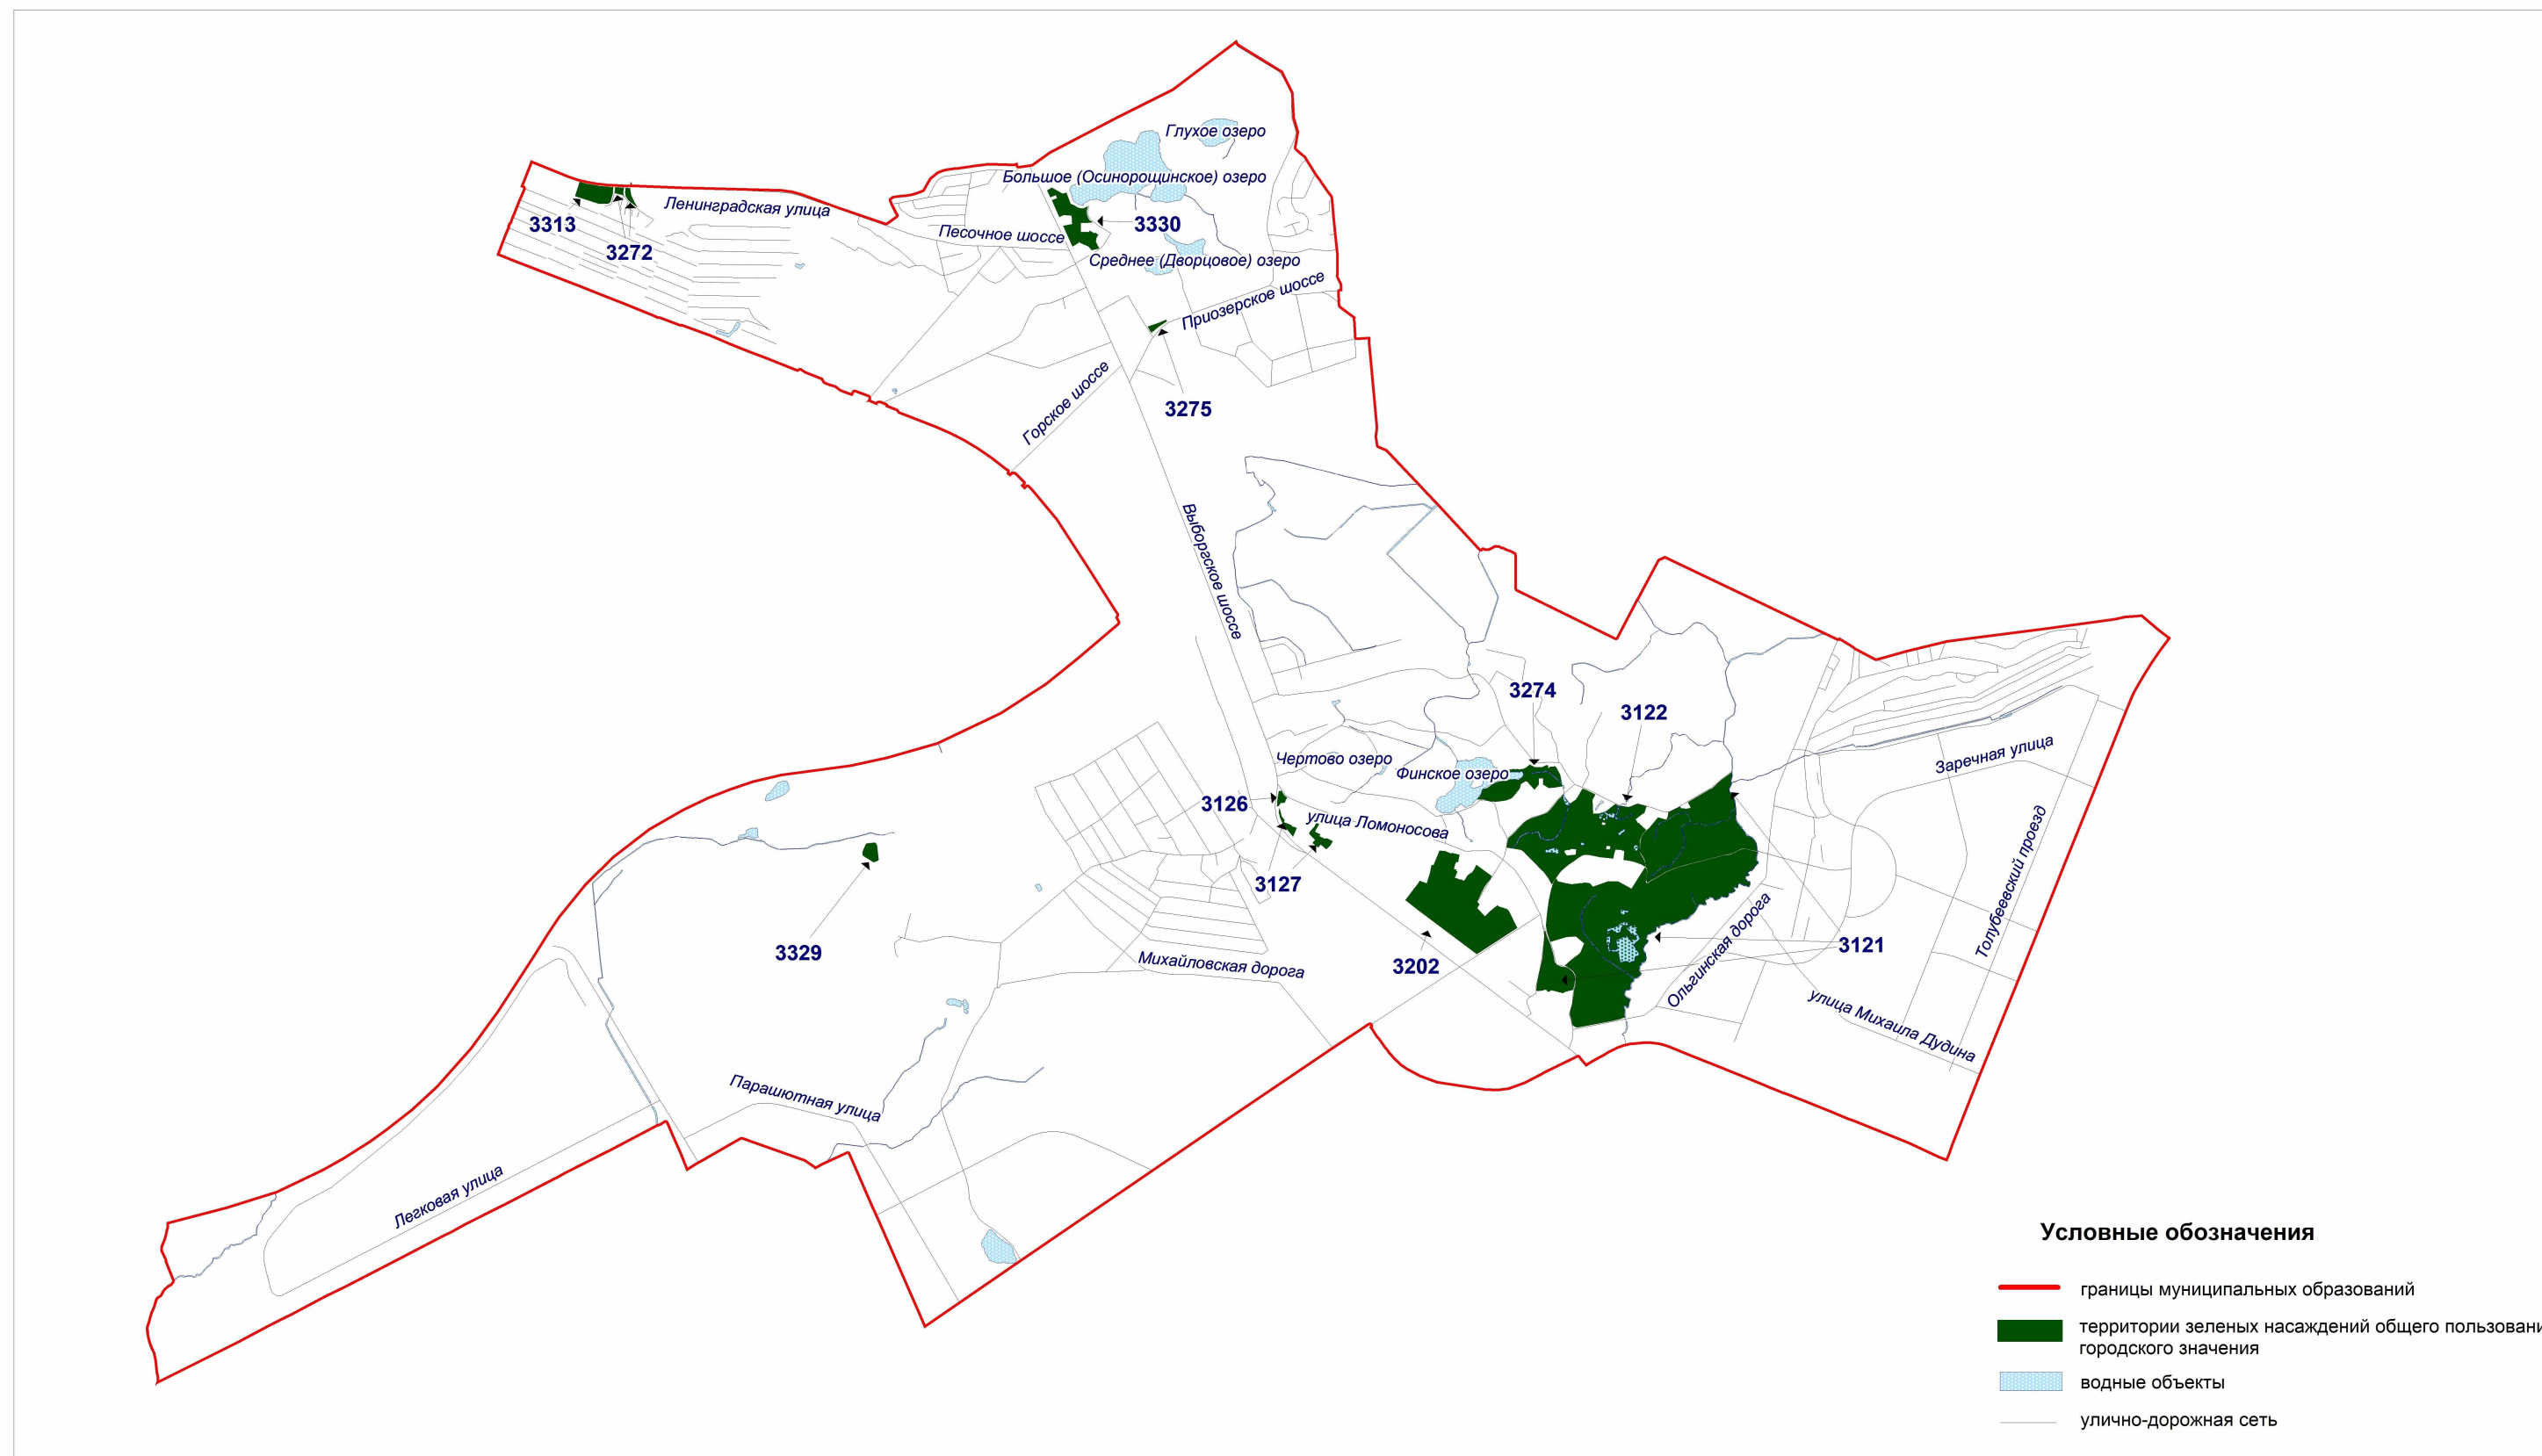 Глухое озеро
Большое (Осинорощинское) озеро
Ленинградская улица
3313
3272
3330
Песочное шоссе
Среднее (Дворцовое) озеро
Приозерское шоссе
Горское шоссе
3275
Выборгское шоссе
3274
3122
Чертово озеро
Финское озеро
Заречная улица
3126
улица Ломоносова
3127
Толубеевский проезд
3329
Михайловская дорога
3202
Ольгинская дорога
3121
улица Михаила Дудина
Парашютная улица
Легковая улица
Условные обозначения
границы муниципальных образований
территории зеленых насаждений общего пользовани
городского значения
водные объекты
улично-дорожная сеть